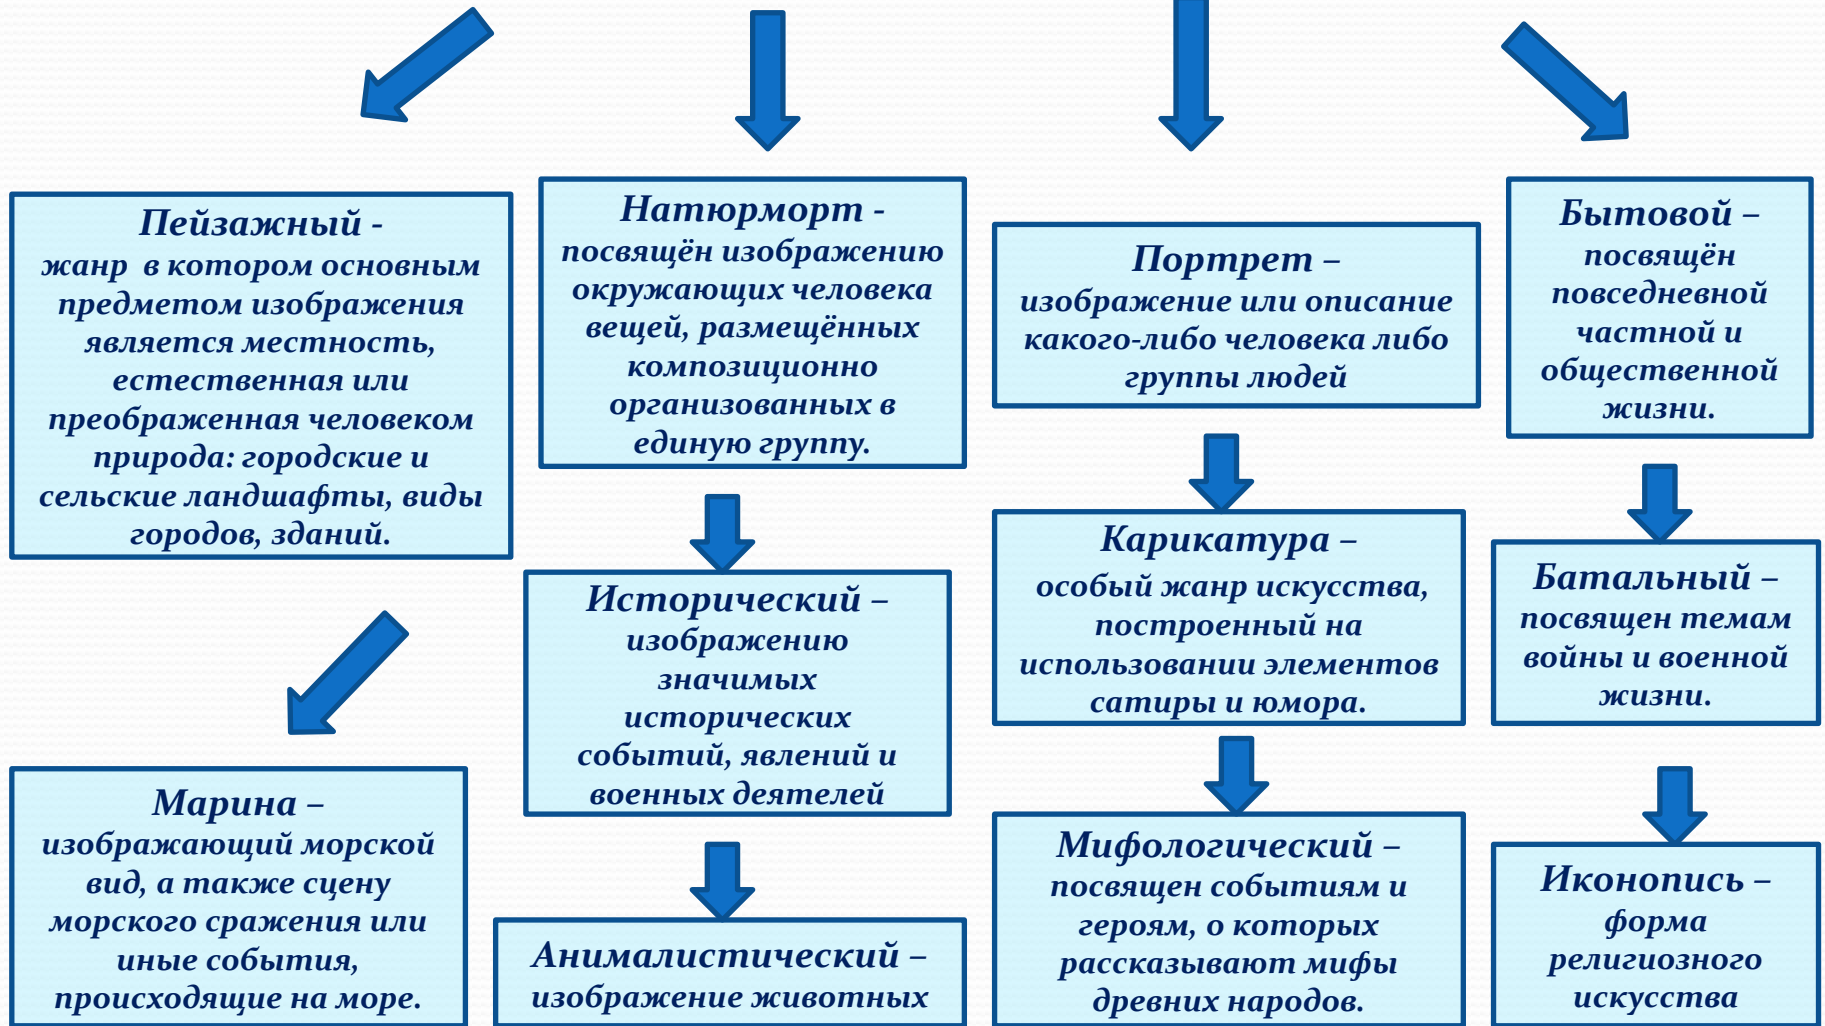 Пейзажный -
жанр в котором основным
предметом изображения
является местность,
естественная или
преображенная человеком
природа: городские и
сельские ландшафты, виды
городов, зданий.
Натюрморт -
посвящён изображению
окружающих человека
вещей, размещённых
композиционно
организованных в
единую группу.
Портрет –
изображение или описание
какого-либо человека либо
группы людей
Бытовой –
посвящён
повседневной
частной и
общественной
жизни.
Марина –
изображающий морской
вид, а также сцену
морского сражения или
иные события,
происходящие на море.
Исторический –
изображению
значимых
исторических
событий, явлений и
военных деятелей
Анималистический –
изображение животных
Карикатура –
особый жанр искусства,
построенный на
использовании элементов
сатиры и юмора.
Мифологический –
посвящен событиям и
героям, о которых
рассказывают мифы
древних народов.
Батальный –
посвящен темам
войны и военной
жизни.
Иконопись –
форма
религиозного
искусства